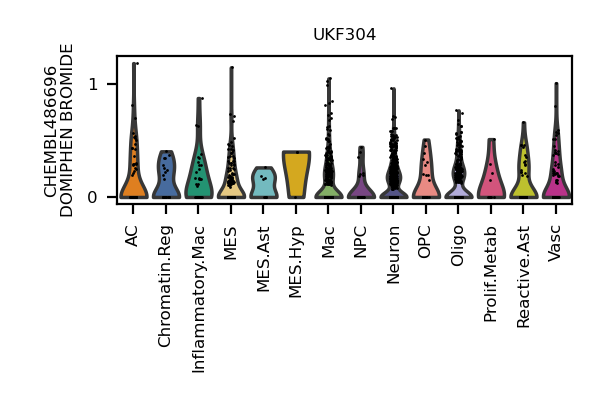 UKF304
CHEMBL486696
DOMIPHEN BROMIDE
1
0
AC
Chromatin.Reg
Inflammatory.Mac
MES
MES.Ast
MES.Hyp
Mac
NPC
Neuron
OPC
Oligo
Prolif.Metab
Reactive.Ast
Vasc